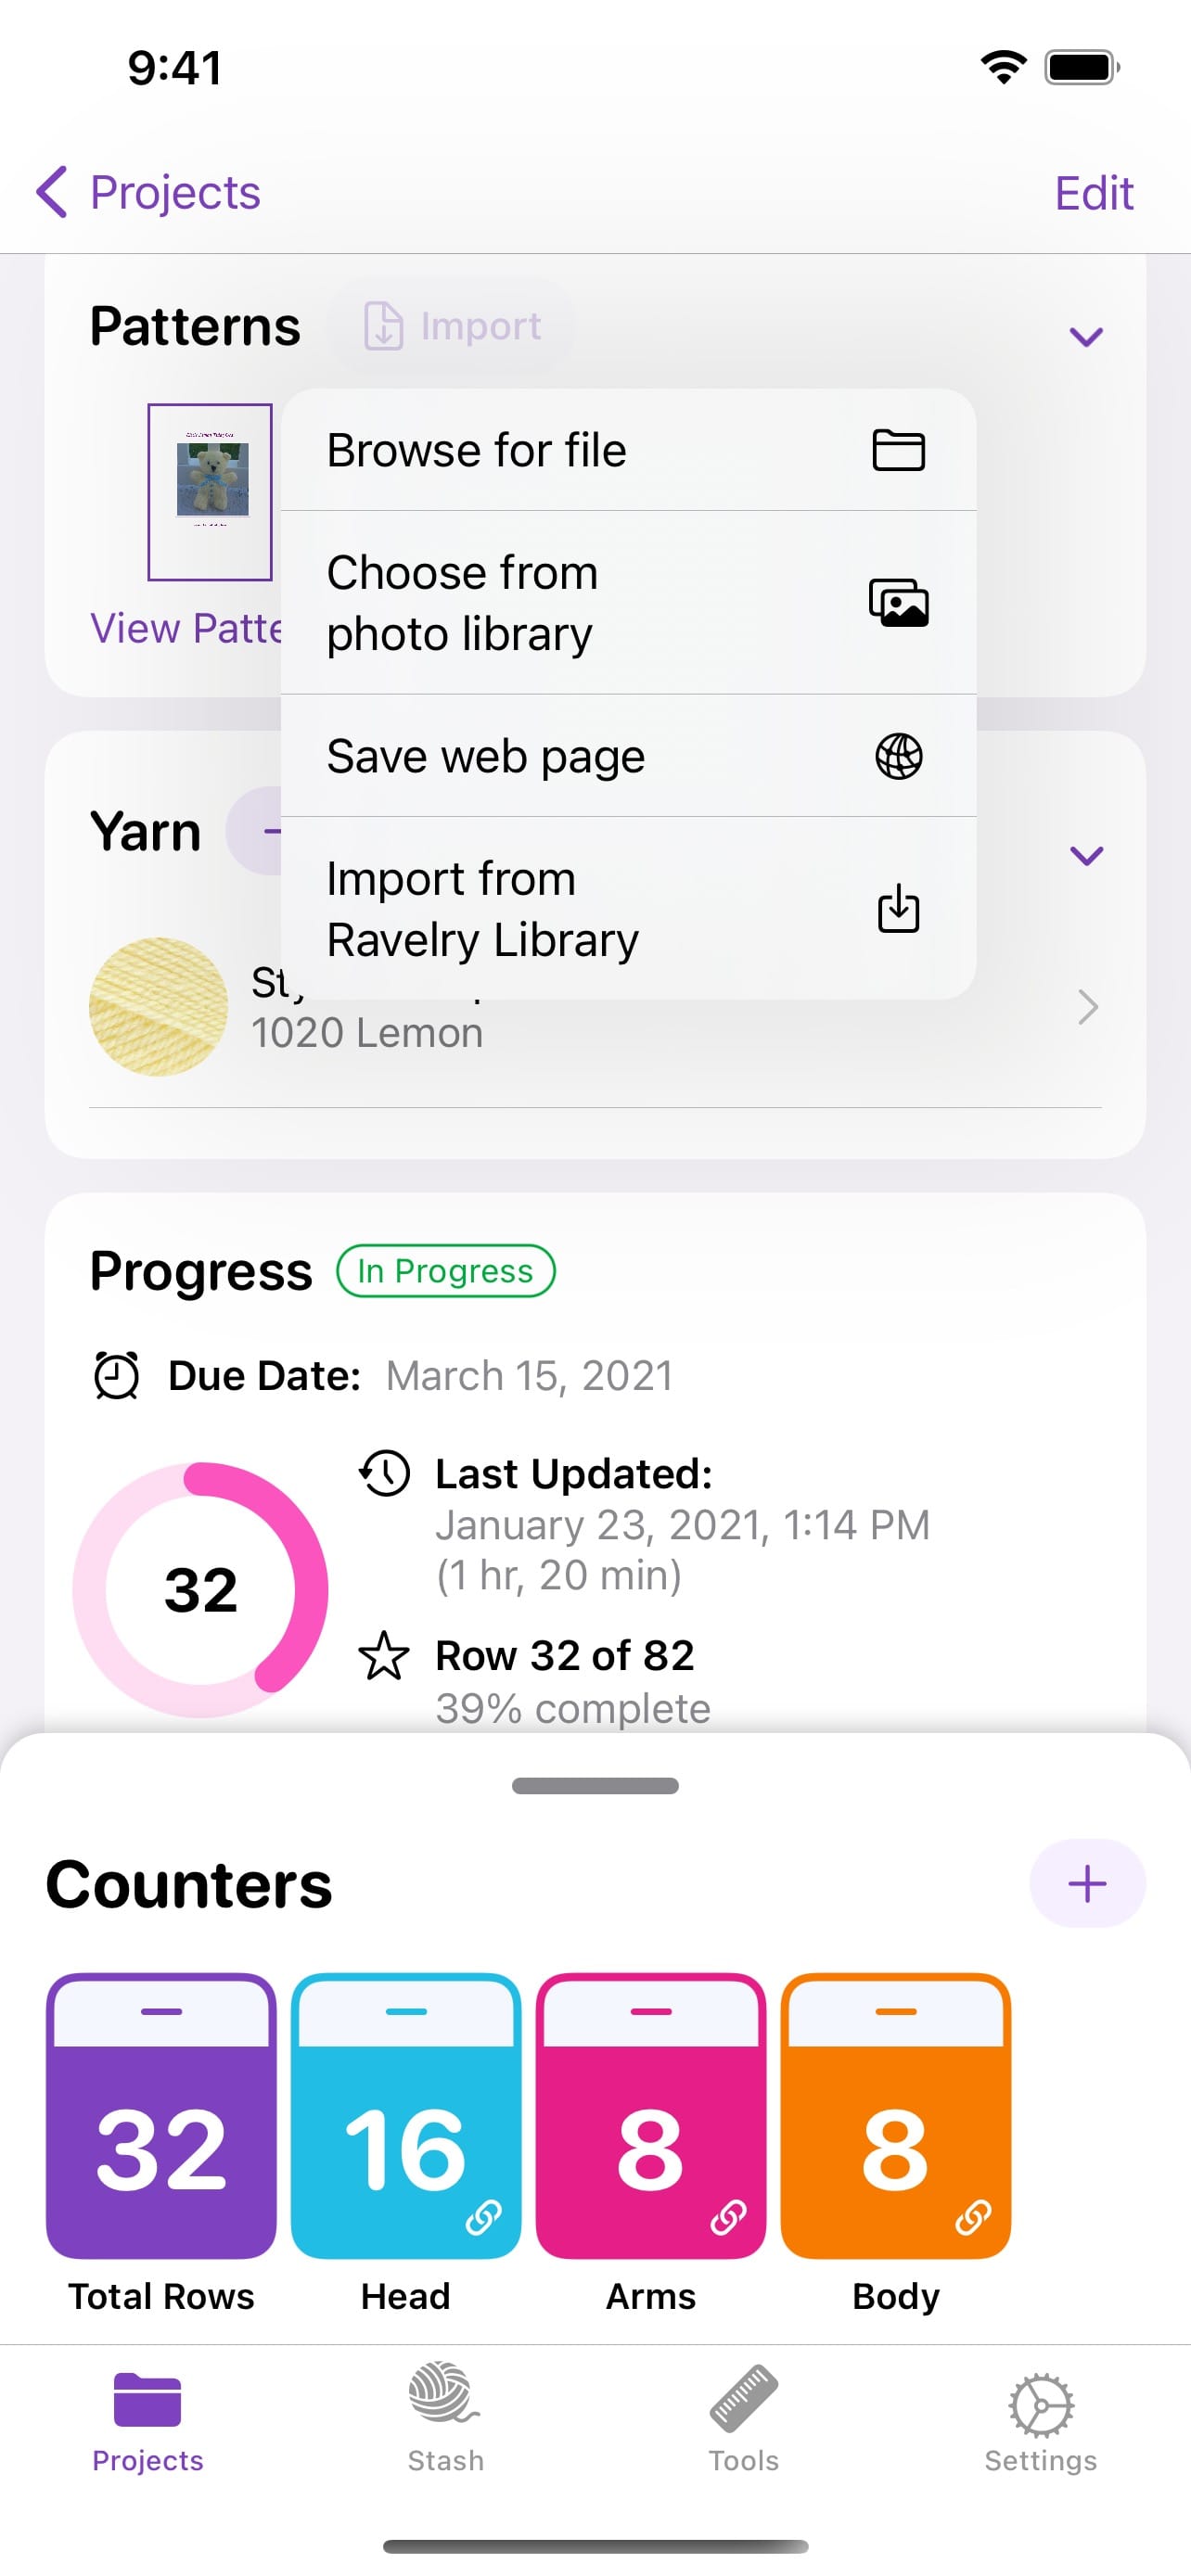 9:41
Projects
Edit
Patterns
Import
Browse for file
Choose from
photo library
View Patte
Save web page
Yarn
Import from
Ravelry Library
1020 Lemon
Progress
In Progress
Due Date: March 15, 2021
Last Updated:
January 23, 2021, 1:14 PM
(1 hr, 20 min)
32
Row 32 of 82
39% complete
Counters
32
16
8
8
Total Rows
Head
Arms
Body
Projects
Stash
Tools
Settings